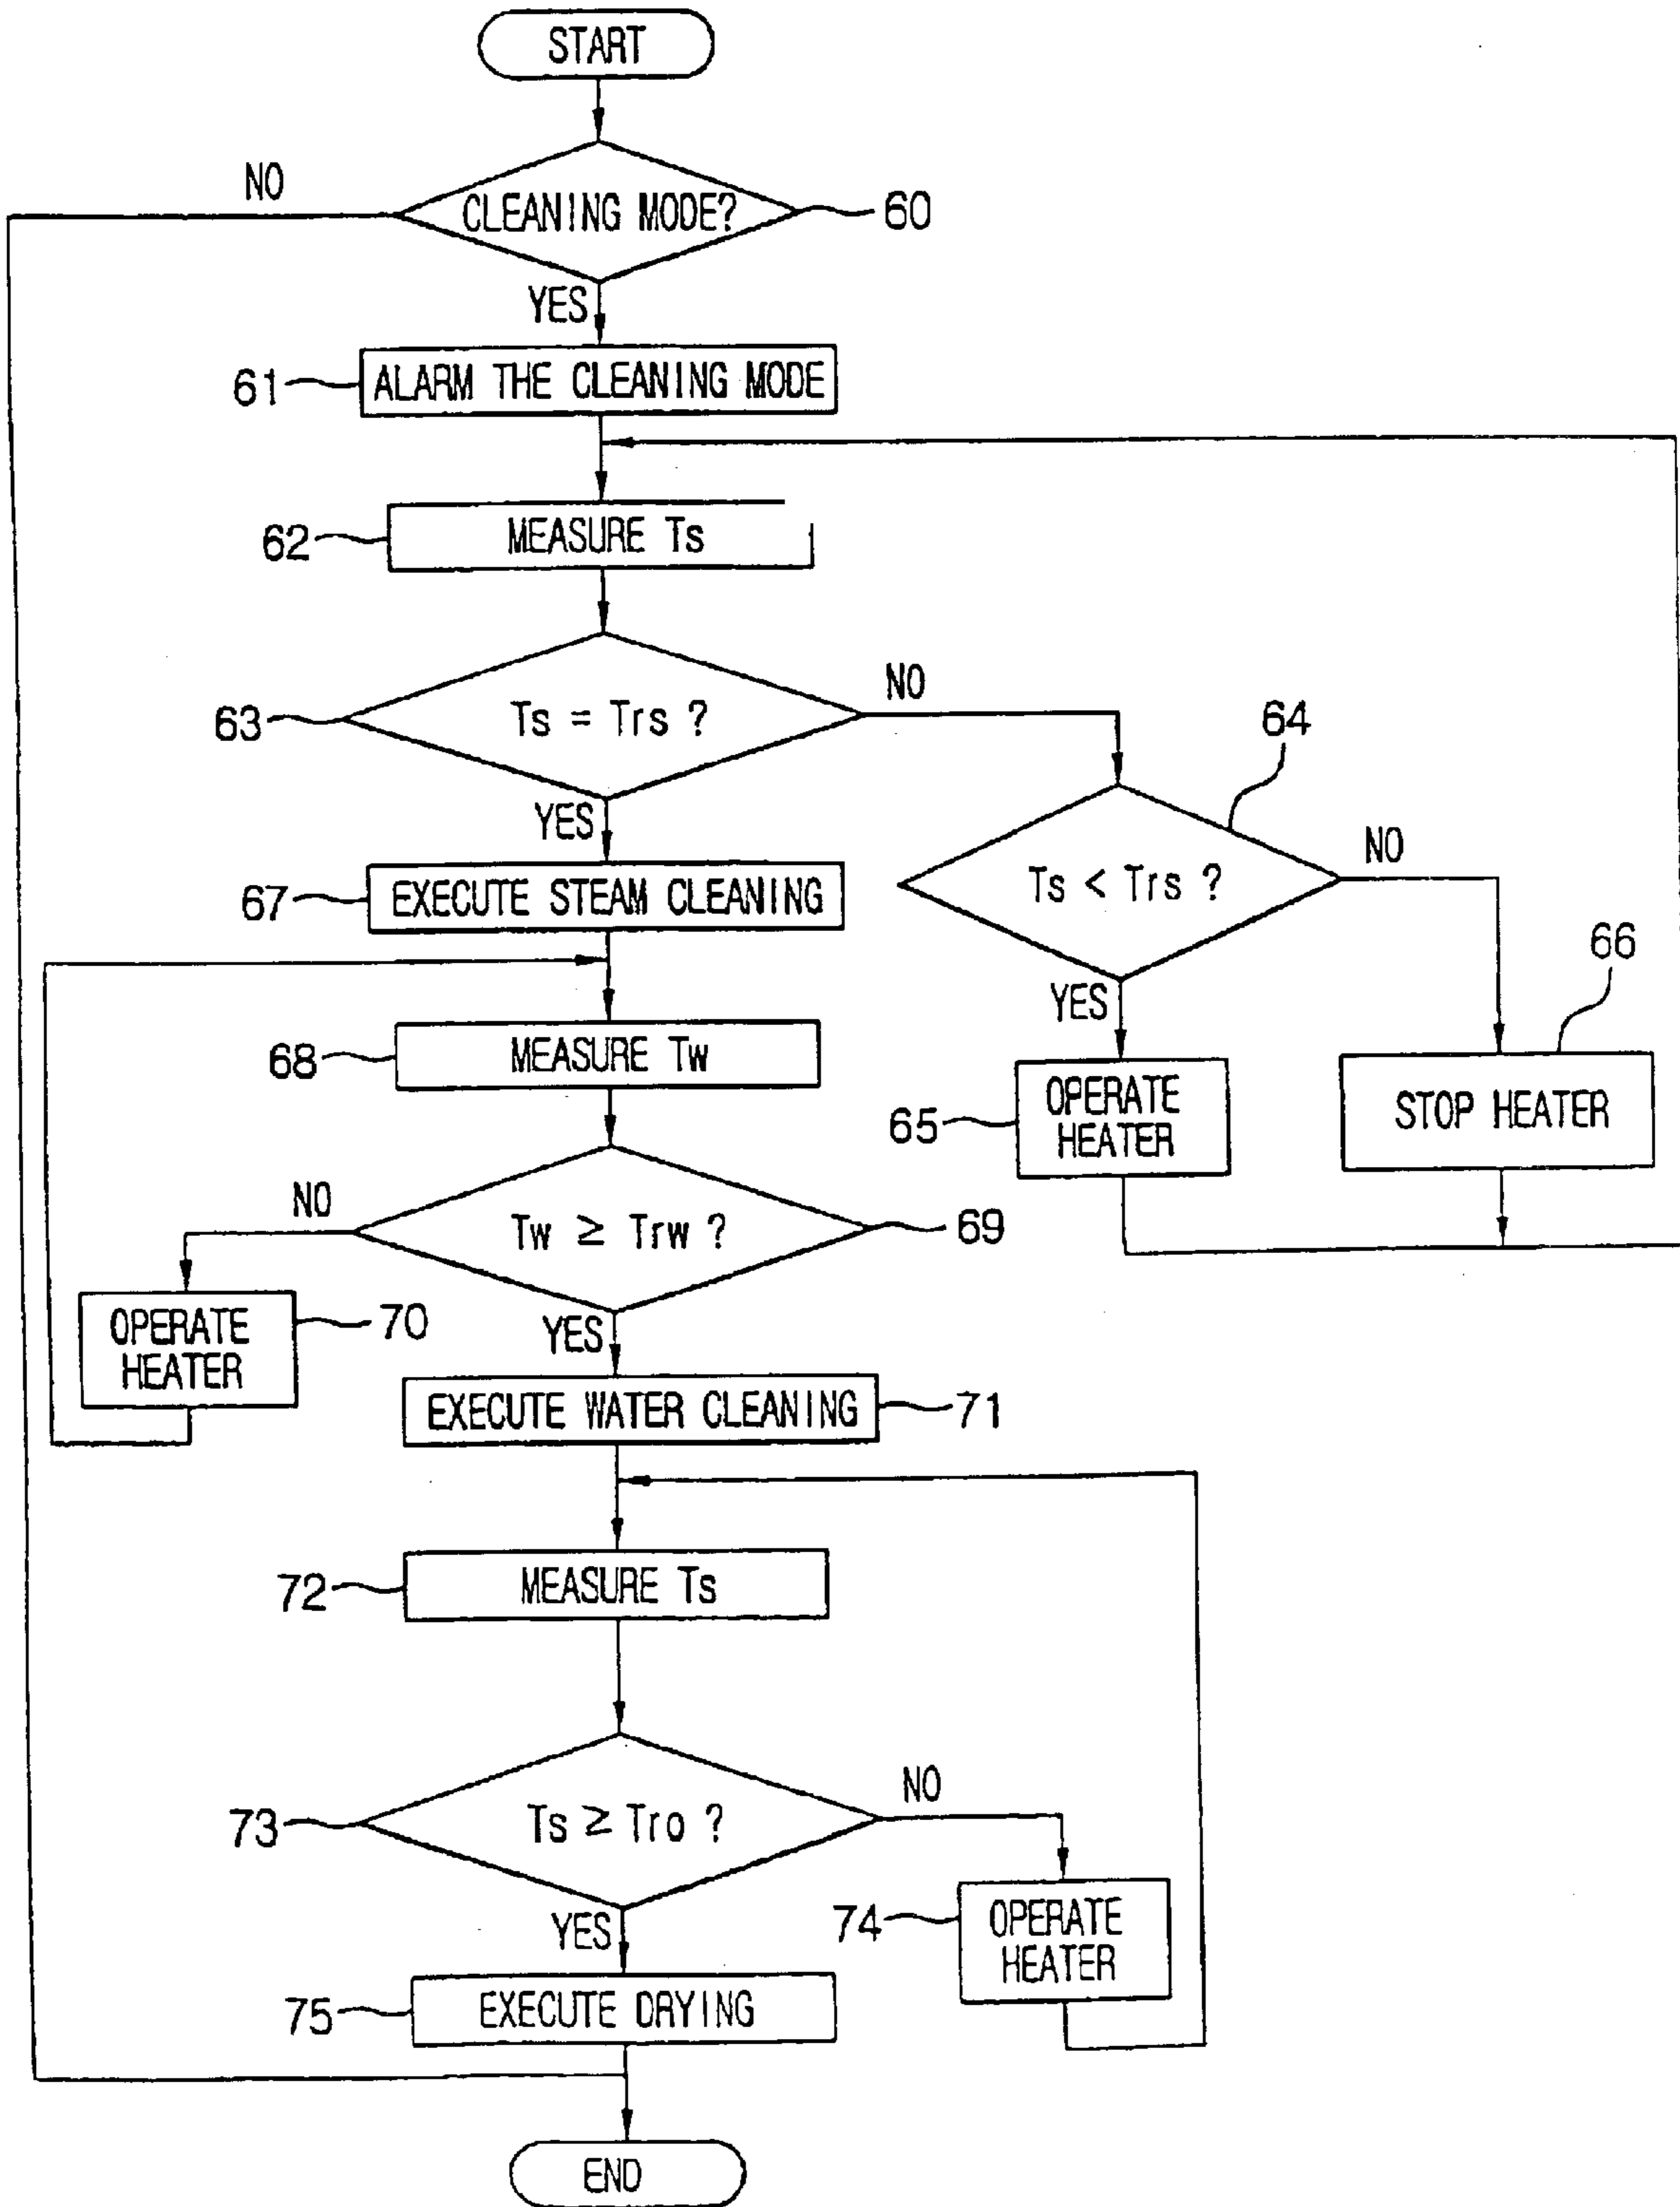 START
NO
CLEANING MODE?
60
YES
61
ALARM THE CLEANING MODE
62
MEASURE Ts
63
Ts = Trs ?
NO
64
YES
Ts < Trs ?
NO
67
EXECUTE STEAM CLEANING
66
YES
68
MEASURE Tw
65
OPERATE
HEATER
STOP HEATER
NO
Tw ≥ Trw ?
69
OPERATE
HEATER
70
YES
EXECUTE WATER CLEANING
71
72
MEASURE Ts
73
Ts ≥ Tro ?
NO
74
OPERATE
HEATER
YES
75
EXECUTE DRYING
END